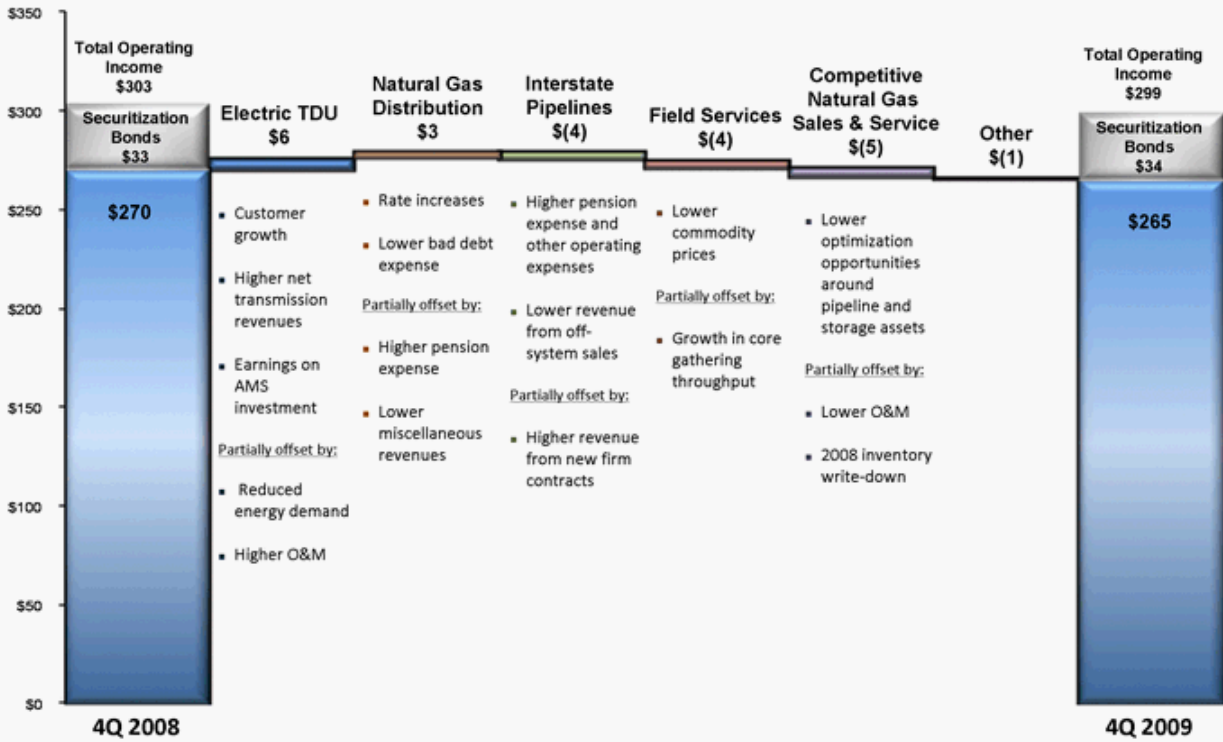 $350
$300
$250
$200
$150
$100
$50
$0
Total Operating
Income
$303
Securitization
Bonds
$33
$270
4Q 2008
Electric TDU
$6
▪ Customer
growth
▪ Higher net
transmission
revenues
▪ Earnings on
AMS
investment
Partially offset by:
▪ Reduced
energy demand
▪ Higher O&M
Natural Gas
Distribution
$3
▪ Rate increases
▪ Lower bad debt
expense
Partially offset by:
▪ Higher pension
expense
▪ Lower
miscellaneous
revenues
Interstate
Pipelines
$(4)
▪ Higher pension
expense and
other operating
expenses
▪ Lower revenue
from off-
system sales
Partially offset by:
▪ Higher revenue
from new firm
contracts
Field Services
$(4)
▪ Lower
commodity
prices
Partially offset by:
▪ Growth in core
gathering
throughput
Competitive
Natural Gas
Sales & Service
$(5)
▪ Lower
optimization
opportunities
around
pipeline and
storage assets
Partially offset by:
▪ Lower O&M
▪ 2008 inventory
write-down
Other
$(1)
Total Operating
Income
$299
Securitization
Bonds
$34
$265
4Q 2009